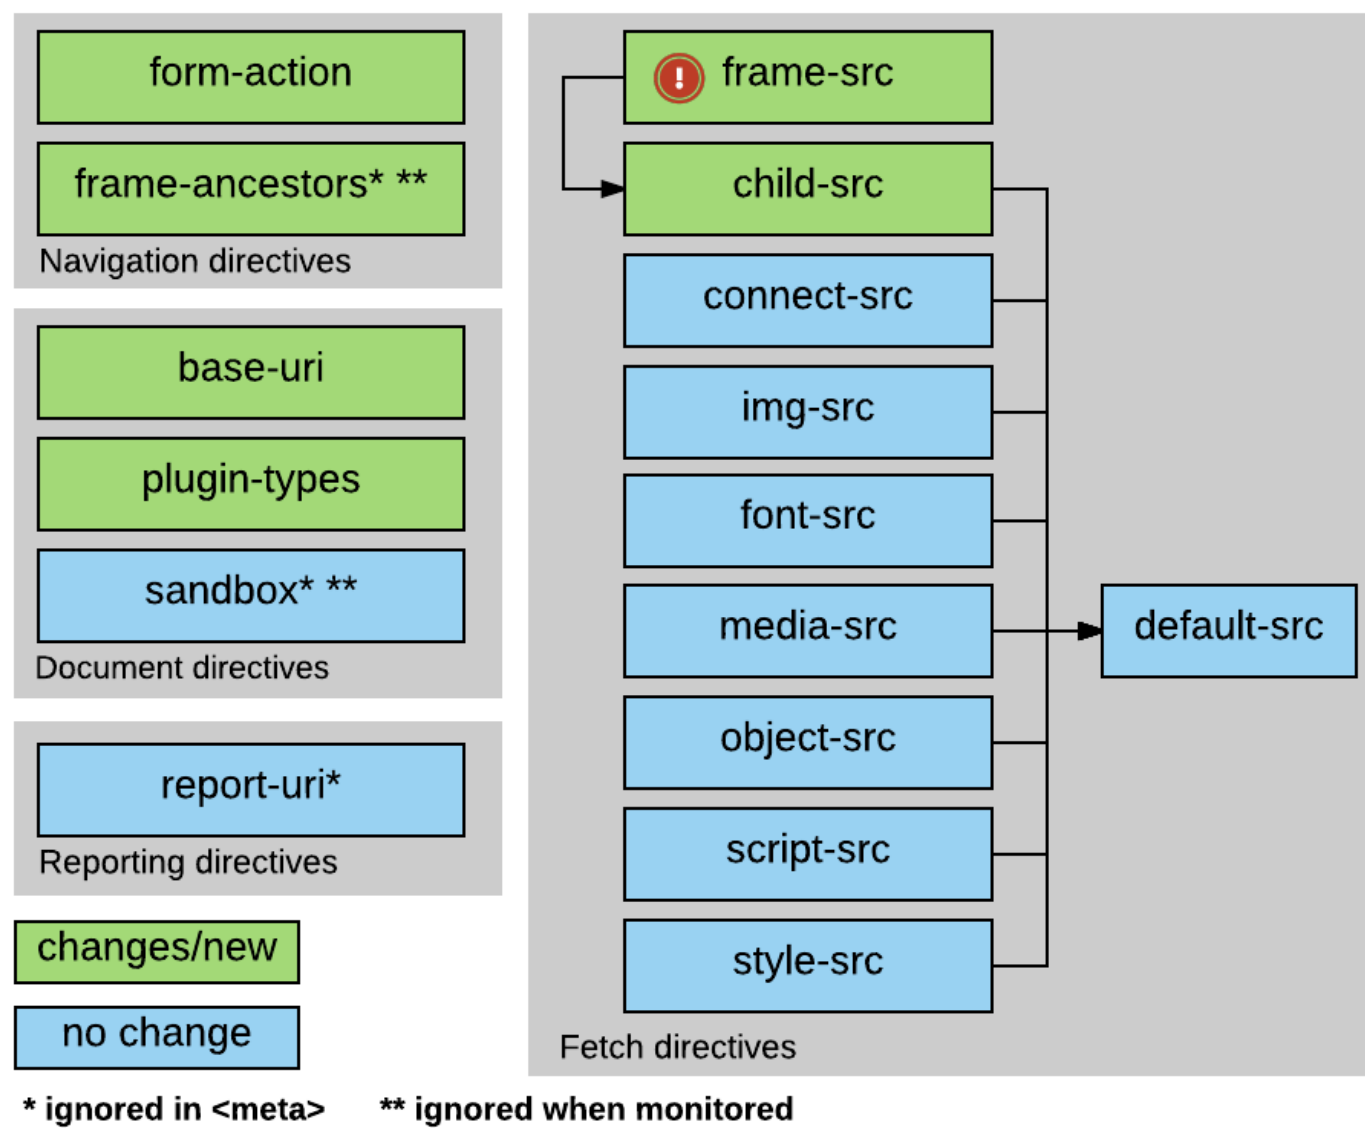 form-action
frame-ancestors* **
Navigation directives
base-uri
plugin-types
sandbox* **
Document directives
report-uri*
Reporting directives
changes/new
no change
! frame-src
child-src
connect-src
img-src
font-src
media-src
object-src
script-src
style-src
default-src
Fetch directives
* ignored in <meta>
** ignored when monitored